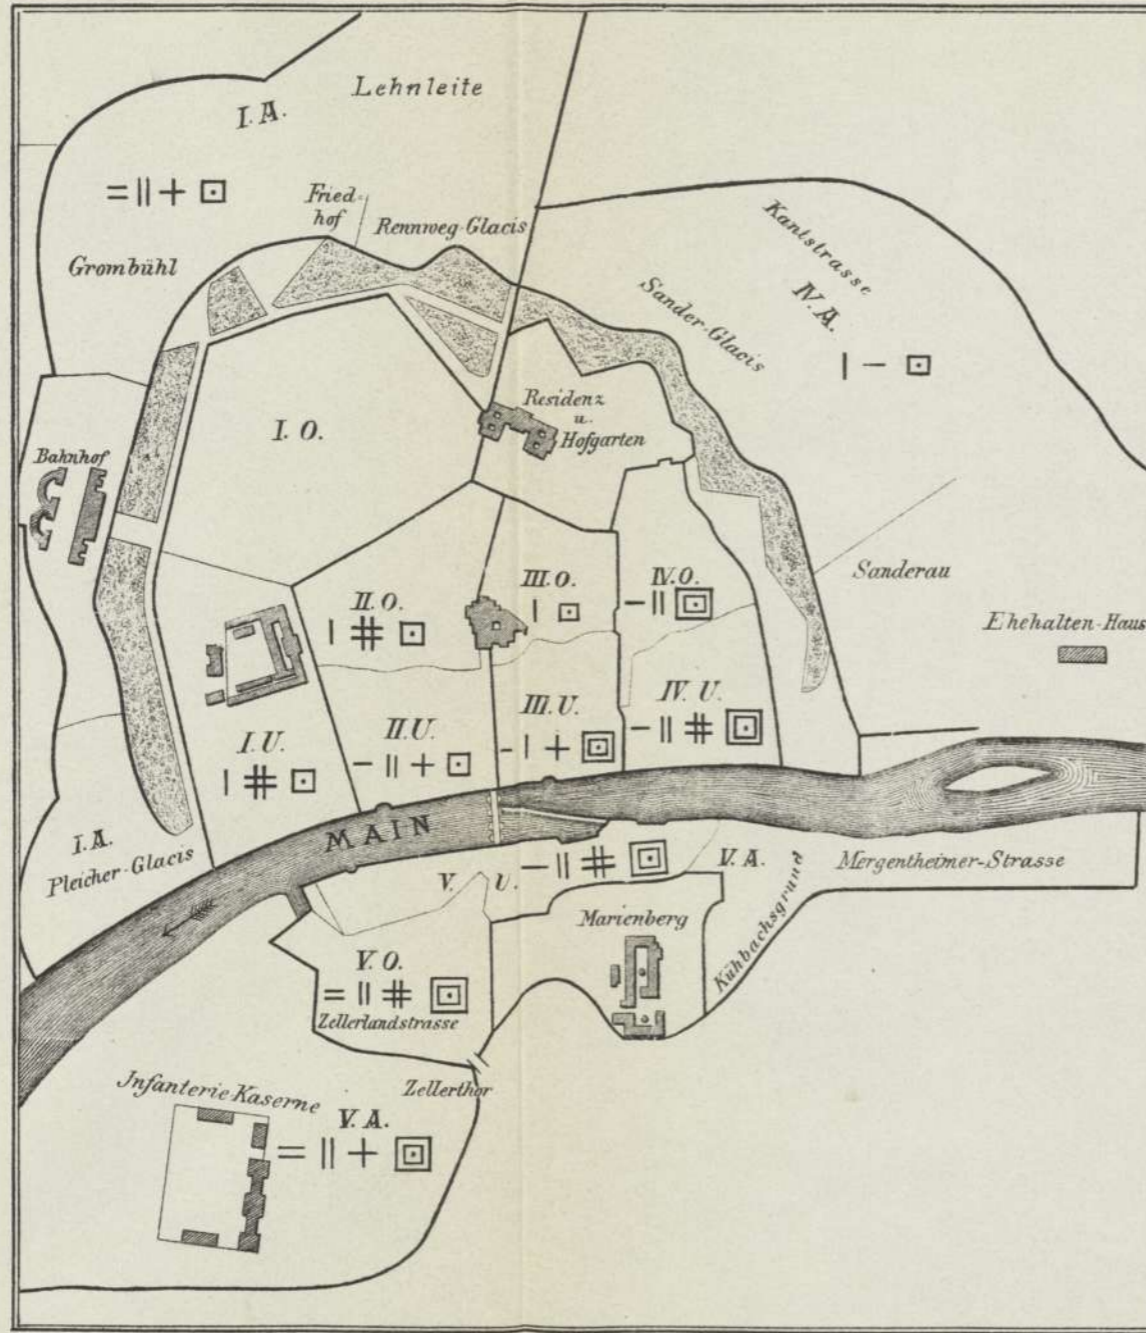 Lehnleite
I. A.
= || + ⊡
Fried-
hof
Rennweg-Glacis
Grombühl
Kantstrasse
IV. A.
| – ⊡
Sander-Glacis
Residenz
u.
Hofgarten
I. O.
Bahnhof
Sanderau
Ehehalten-Haus
II. O.
| # ⊡
III. O.
| ⊡
IV. O.
– ||
I. U.
| # ⊡
II. U.
– || + ⊡
III. U.
– | +
IV. U.
– || #
MAIN
I. A.
Pleicher-Glacis
V. U.
– || #
V. A.
Mergentheimer-Strasse
Kühbachsgrund
Marienberg
V. O.
= || #
Zellerlandstrasse
Zellerthor
Infanterie-Kaserne
V. A.
= || +